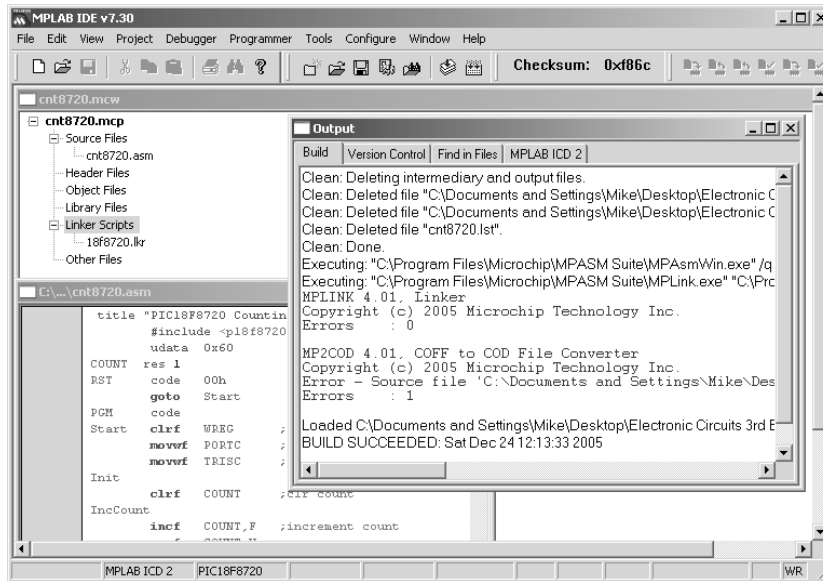 MPLAB IDE v7.30
File Edit View Project Debugger Programmer Tools Configure Window Help
Checksum: 0xf86c
cnt8720.mcw
cnt8720.mcp
Source Files
cnt8720.asm
Header Files
Object Files
Library Files
Linker Scripts
18f8720.lkr
Other Files
Output
Build Version Control Find in Files MPLAB ICD 2
Clean: Deleting intermediary and output files.
Clean: Deleted file "C:\Documents and Settings\Mike\Desktop\Electronic C
Clean: Deleted file "C:\Documents and Settings\Mike\Desktop\Electronic C
Clean: Deleted file "cnt8720.lst".
Clean: Done.
Executing: "C:\Program Files\Microchip\MPASM Suite\MPAsmWin.exe" /q
Executing: "C:\Program Files\Microchip\MPASM Suite\MPLink.exe" "C:\Prc
MPLINK 4.01, Linker
Copyright (c) 2005 Microchip Technology Inc.
Errors : 0
MP2COD 4.01, COFF to COD File Converter
Copyright (c) 2005 Microchip Technology Inc.
Error - Source file 'C:\Documents and Settings\Mike\Des
Errors : 1
Loaded C:\Documents and Settings\Mike\Desktop\Electronic Circuits 3rd E
BUILD SUCCEEDED: Sat Dec 24 12:13:33 2005
C:\...\cnt8720.asm
title "PIC18F8720 Countin
#include <p18f8720
udata 0x60
COUNT res 1
RST code 00h
goto Start
PGM code
Start clrf WREG ;
movwf PORTC ;
movwf TRISC ;
Init
clrf COUNT ;clr count
IncCount
incf COUNT,F ;increment count
MPLAB ICD 2 PIC18F8720 WR